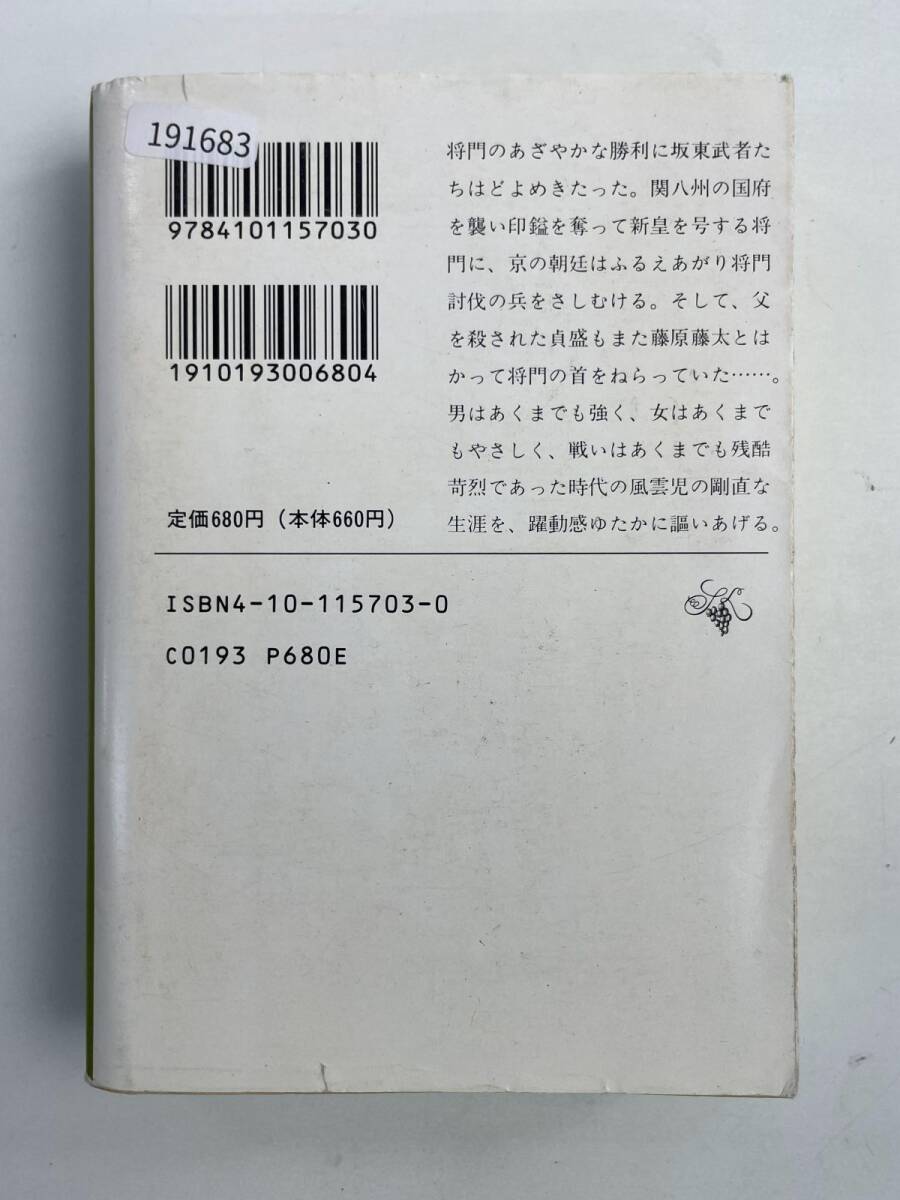 191683
9784101157030
1910193006804
定価680円(本体660円)
将門のあざやかな勝利に坂東武者た
ちはどよめきたった。関八州の国府
を襲い印鎰を奪って新皇を号する将
門に、京の朝廷はふるえあがり将門
討伐の兵をさしむける。そして、父
を殺された貞盛もまた藤原藤太とは
かって将門の首をねらっていた……。
男はあくまでも強く、女はあくまで
もやさしく、戦いはあくまでも残酷
苛烈であった時代の風雲児の剛直な
生涯を、躍動感ゆたかに謳いあげる。
ISBN4-10-115703-0
C0193 P680E